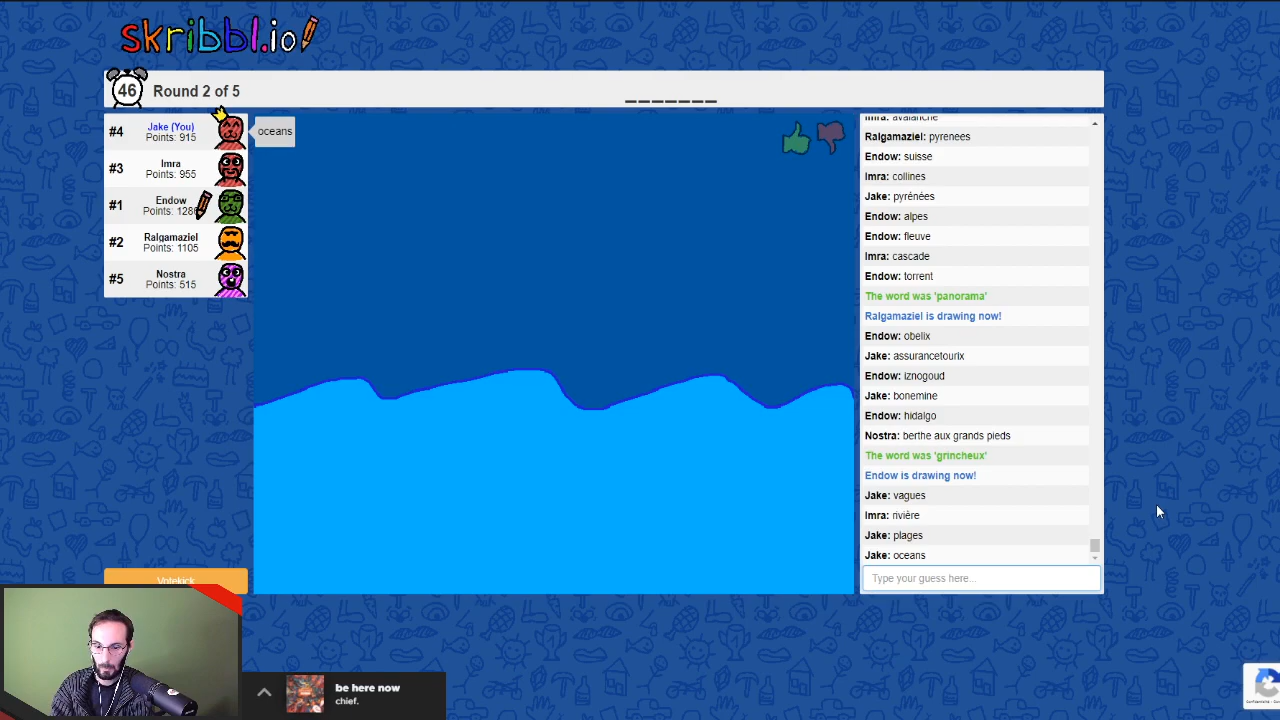 skribbl.io
46
Round 2 of 5
_______
#4
Jake (You)
Points: 915
oceans
#3
Imra
Points: 955
#1
Endow
#2
Ralgamaziel
Points: 1105
#5
Nostra
Points: 515
Votekick
Imra: avalanche
Ralgamaziel: pyrenees
Endow: suisse
Imra: collines
Jake: pyrénées
Endow: alpes
Endow: fleuve
Imra: cascade
Endow: torrent
The word was 'panorama'
Ralgamaziel is drawing now!
Endow: obelix
Jake: assurancetourix
Endow: iznogoud
Jake: bonemine
Endow: hidalgo
Nostra: berthe aux grands pieds
The word was 'grincheux'
Endow is drawing now!
Jake: vagues
Imra: rivière
Jake: plages
Jake: oceans
Type your guess here...
be here now
chief.